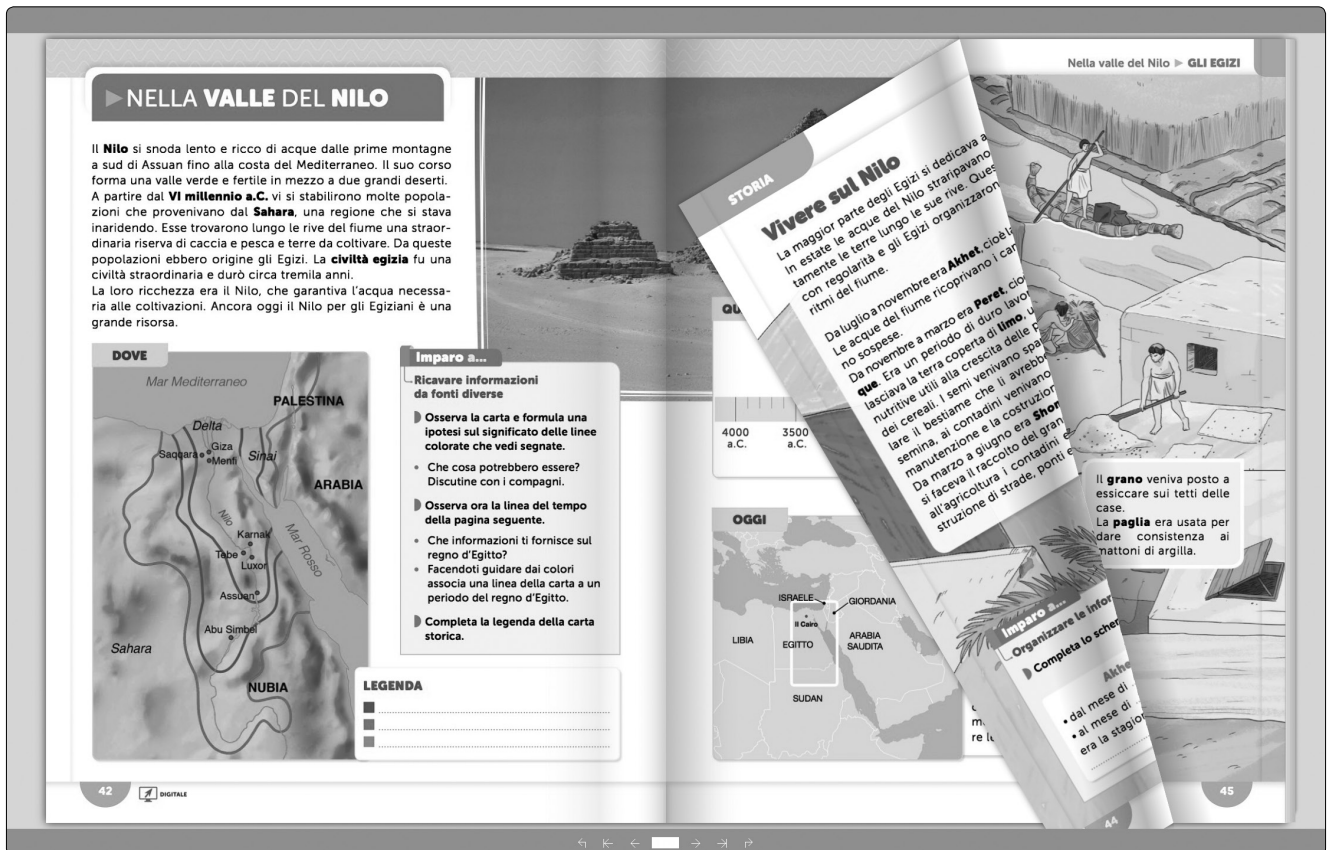 NELLA VALLE DEL NILO
Il Nilo si snoda lento e ricco di acque dalle prime montagne
a sud di Assuan fino alla costa del Mediterraneo. Il suo corso
forma una valle verde e fertile in mezzo a due grandi deserti.
A partire dal VI millennio a.C. vi si stabilirono molte popola-
zioni che provenivano dal Sahara, una regione che si stava
inaridendo. Esse trovarono lungo le rive del fiume una straor-
dinaria riserva di caccia e pesca e terre da coltivare. Da queste
popolazioni ebbero origine gli Egizi. La civiltà egizia fu una
civiltà straordinaria e durò circa tremila anni.
La loro ricchezza era il Nilo, che garantiva l'acqua necessa-
ria alle coltivazioni. Ancora oggi il Nilo per gli Egiziani è una
grande risorsa.
DOVE
Mar Mediterraneo
PALESTINA
Delta
Giza
Saqqara
Menfi
Sinai
ARABIA
Nilo
Mar Rosso
Karnak
Tebe
Luxor
Assuan
Abu Simbel
Sahara
NUBIA
Imparo a...
Ricavare informazioni
da fonti diverse
Osserva la carta e formula una
ipotesi sul significato delle linee
colorate che vedi segnate.
• Che cosa potrebbero essere?
Discutine con i compagni.
Osserva ora la linea del tempo
della pagina seguente.
• Che informazioni ti fornisce sul
regno d'Egitto?
• Facendoti guidare dai colori
associa una linea della carta a un
periodo del regno d'Egitto.
Completa la legenda della carta
storica.
LEGENDA
42
DIGITALE
QU
4000
a.C.
3500
a.C.
OGGI
ISRAELE
GIORDANIA
Il Cairo
LIBIA
EGITTO
ARABIA
SAUDITA
SUDAN
re l
STORIA
Vivere sul Nilo
La maggior parte degli Egizi si dedicava a
In estate le acque del Nilo straripavano
tamente le terre lungo le sue rive. Ques
con regolarità e gli Egizi organizzaron
ritmi del fiume.
Da luglio a novembre era Akhet, cioè l
Le acque del fiume ricoprivano i car
no sospese.
Da novembre a marzo era Peret, cio
que. Era un periodo di duro lavor
lasciava la terra coperta di limo, u
nutritive utili alla crescita delle p
dei cereali. I semi venivano spa
lare il bestiame che li avrebb
semina, ai contadini venivano
manutenzione e la costruzion
Da marzo a giugno era Shor
si faceva il raccolto del gran
all'agricoltura i contadini e
struzione di strade, ponti e
Imparo a...
Organizzare le infor
Completa lo scher
Akhe
• dal mese di
• al mese di
era la stagior
44
Nella valle del Nilo ▶ GLI EGIZI
Il grano veniva posto a
essiccare sui tetti delle
case.
La paglia era usata per
dare consistenza ai
mattoni di argilla.
45